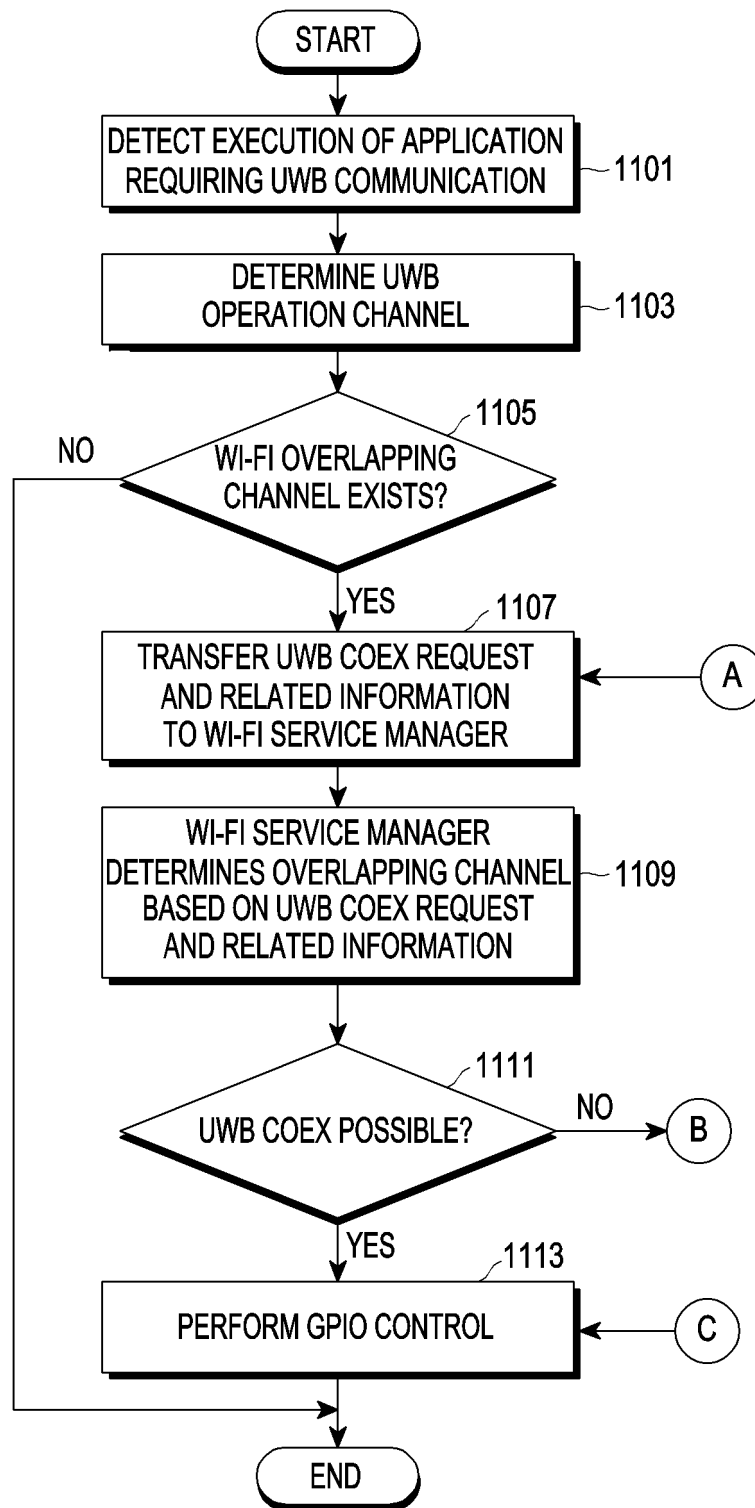 START
DETECT EXECUTION OF APPLICATION
REQUIRING UWB COMMUNICATION
1101
DETERMINE UWB
OPERATION CHANNEL
1103
1105
NO
WI-FI OVERLAPPING
CHANNEL EXISTS?
YES
1107
TRANSFER UWB COEX REQUEST
AND RELATED INFORMATION
TO WI-FI SERVICE MANAGER
A
WI-FI SERVICE MANAGER
DETERMINES OVERLAPPING CHANNEL
BASED ON UWB COEX REQUEST
AND RELATED INFORMATION
1109
1111
UWB COEX POSSIBLE?
NO
B
YES
1113
PERFORM GPIO CONTROL
C
END